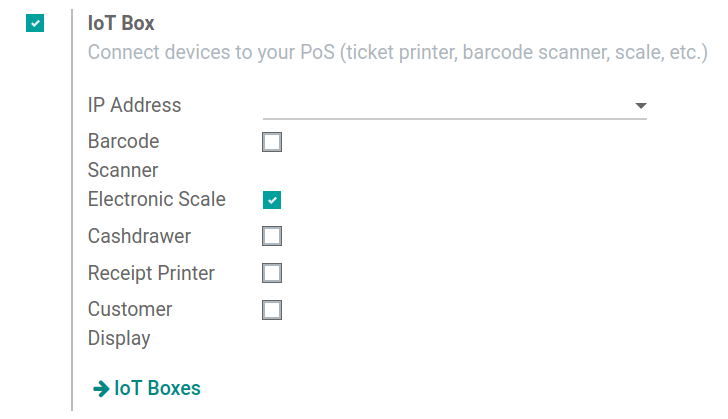 IoT Box
Connect devices to your PoS (ticket printer, barcode scanner, scale, etc.)
IP Address
Barcode
Scanner
Electronic Scale
Cashdrawer
Receipt Printer
Customer
Display
IoT Boxes